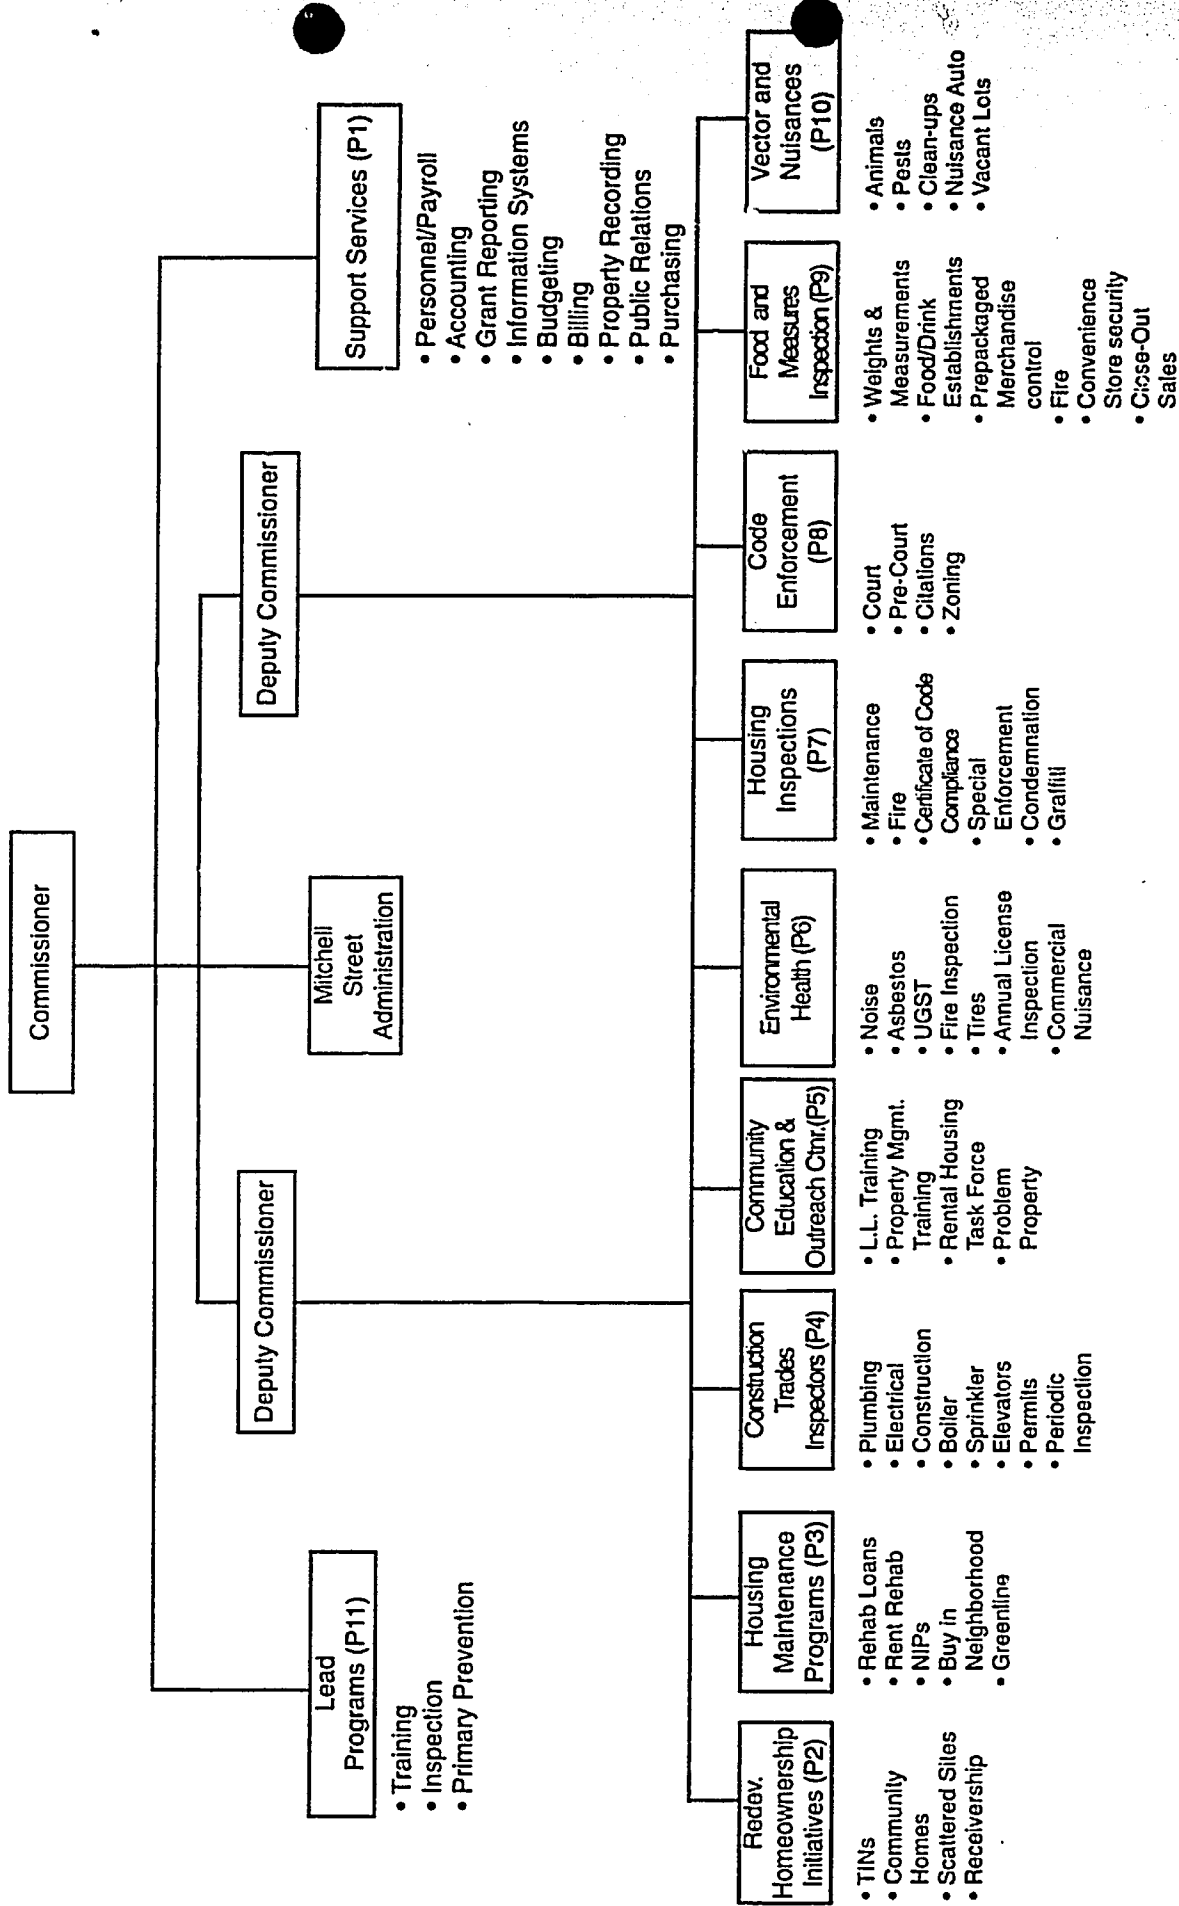 Commissioner
Lead
Programs (P11)
• Training
• Inspection
• Primary Prevention
Deputy Commissioner
Mitchell
Street
Administration
Deputy Commissioner
Support Services (P1)
• Personnel/Payroll
• Accounting
• Grant Reporting
• Information Systems
• Budgeting
• Billing
• Property Recording
• Public Relations
• Purchasing
Redev.
Homeownership
Initiatives (P2)
• TINs
• Community
Homes
• Scattered Sites
• Receivership
Housing
Maintenance
Programs (P3)
• Rehab Loans
• Rent Rehab
• NIPs
• Buy in
Neighborhood
• Greenline
Construction
Trades
Inspectors (P4)
• Plumbing
• Electrical
• Construction
• Boiler
• Sprinkler
• Elevators
• Permits
• Periodic
Inspection
Community
Education &
Outreach Ctnr.(P5)
• L.L. Training
• Property Mgmt.
Training
• Rental Housing
Task Force
• Problem
Property
Environmental
Health (P6)
• Noise
• Asbestos
• UGST
• Fire Inspection
• Tires
• Annual License
Inspection
• Commercial
Nuisance
Housing
Inspections
(P7)
• Maintenance
• Fire
• Certificate of Code
Compliance
• Special
Enforcement
• Condemnation
• Graffiti
Code
Enforcement
(P8)
• Court
• Pre-Court
• Citations
• Zoning
Food and
Measures
Inspection (P9)
• Weights &
Measurements
• Food/Drink
Establishments
• Prepackaged
Merchandise
control
• Fire
• Convenience
Store security
• Close-Out
Sales
Vector and
Nuisances
(P10)
• Animals
• Pests
• Clean-ups
• Nuisance Auto
• Vacant Lots